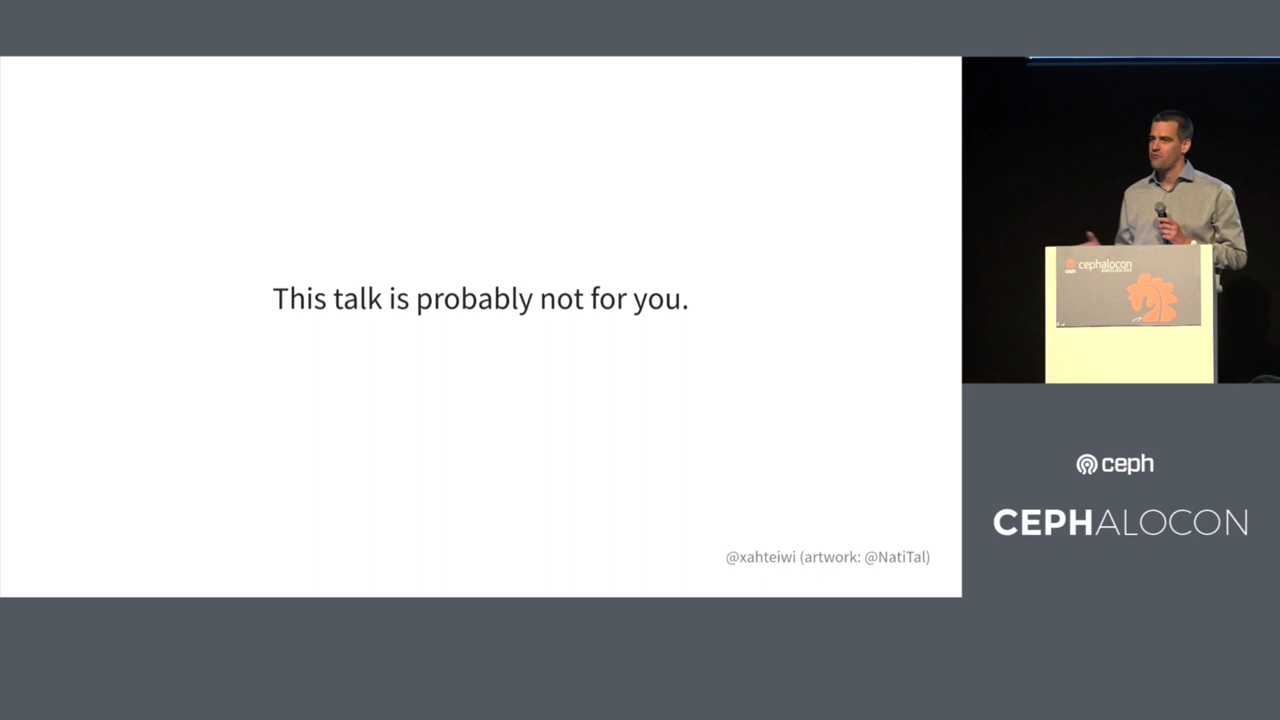 This talk is probably not for you.
@xahteiwi (artwork: @NatiTal)
cephalocon
ceph
CEPHALOCON